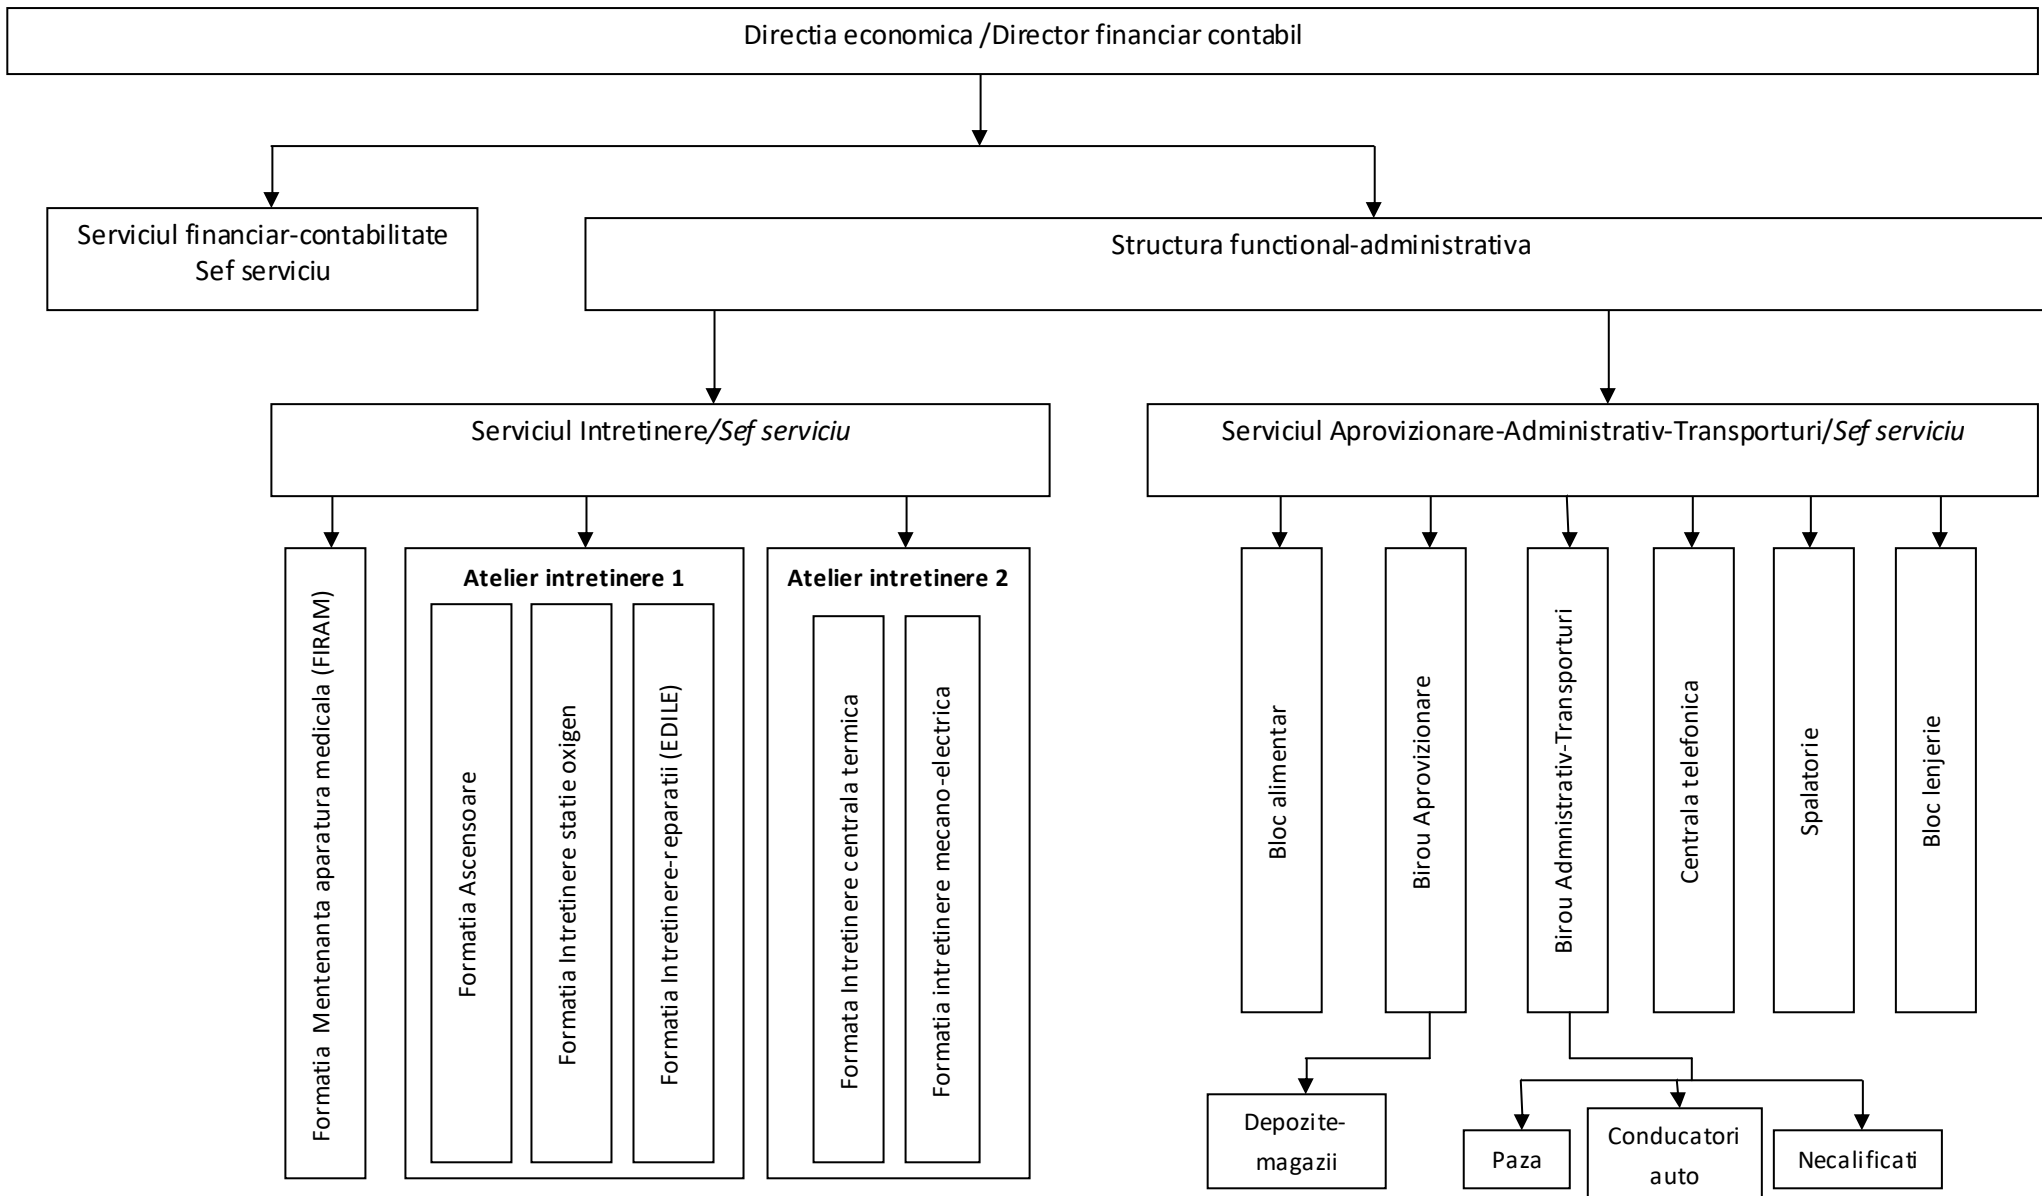 Directia economica /Director financiar contabil
Serviciul financiar-contabilitate
Sef serviciu
Structura functional-administrativa
Serviciul Intretinere/Sef serviciu
Serviciul Aprovizionare-Administrativ-Transporturi/Sef serviciu
Formatia Mentenanta aparatura medicala (FIRAM)
Atelier intretinere 1
Formatia Ascensoare
Formatia Intretinere statie oxigen
Formatia Intretinere-reparatii (EDILE)
Atelier intretinere 2
Formata Intretinere centrala termica
Formatia intretinere mecano-electrica
Bloc alimentar
Birou Aprovizionare
Birou Admnistrativ-Transporturi
Centrala telefonica
Spalatorie
Bloc lenjerie
Depozite-
magazii
Paza
Conducatori
auto
Necalificati